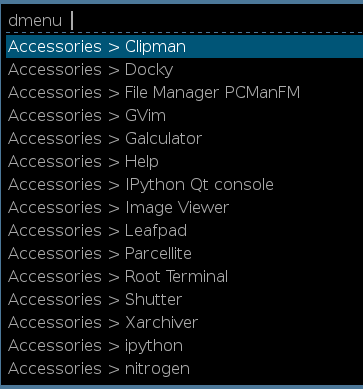 dmenu
Accessories > Clipman
Accessories > Docky
Accessories > File Manager PCManFM
Accessories > GVim
Accessories > Galculator
Accessories > Help
Accessories > IPython Qt console
Accessories > Image Viewer
Accessories > Leafpad
Accessories > Parcellite
Accessories > Root Terminal
Accessories > Shutter
Accessories > Xarchiver
Accessories > ipython
Accessories > nitrogen